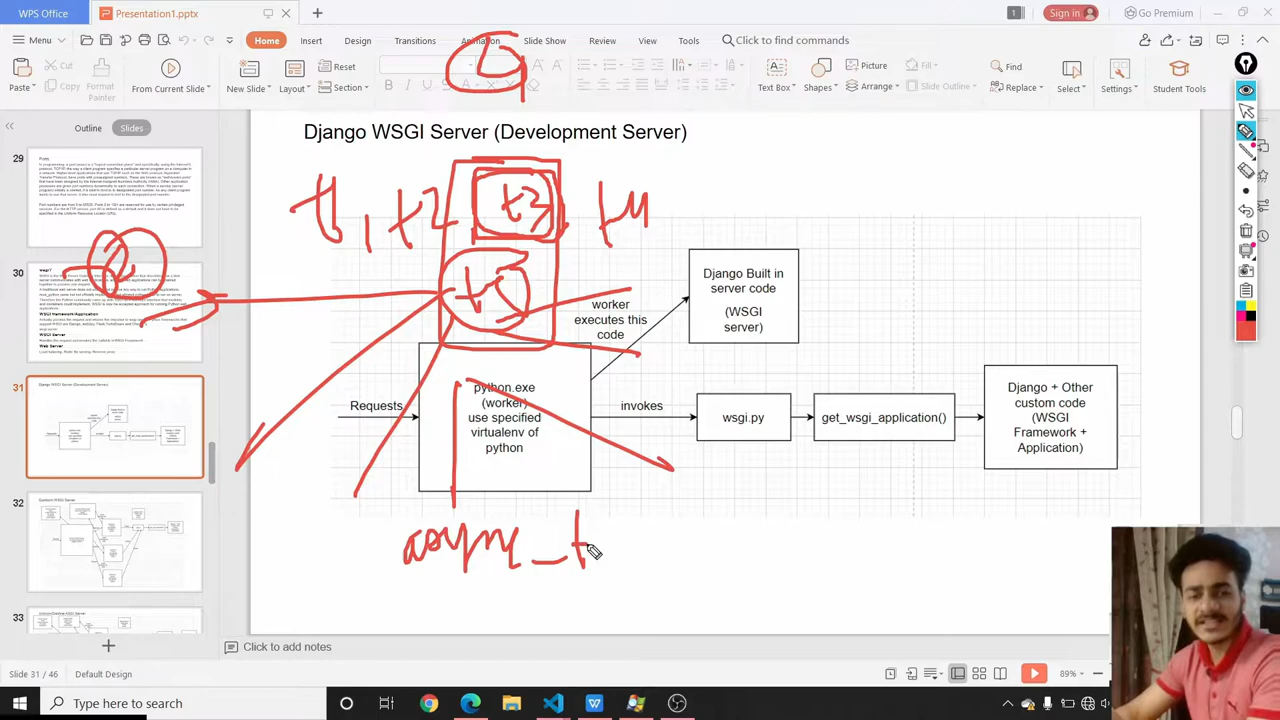 WPS Office
Presentation1.pptx
1
Sign in
Go Premium
Menu
Home
Insert
Design
Transitions
Animation
Slide Show
Review
View
Tools
Search to find commands
Paste
Cut
Copy
Format
Painter
From Current Slide
New Slide
Layout
Reset
Section
Text Box
Shapes
Picture
Fill
Arrange
Slide Outline
Find
Replace
Select
Settings
Student Tools
Outline
Slides
29
30
31
32
33
Django WSGI Server (Development Server)
t1, t2
t3,
t4
t5
Requests
python.exe
(worker)
use specified
virtualenv of
python
worker
executes this
code
Django Built in
server code
(WSGI
server)
invokes
wsgi.py
get_wsgi_application()
Django + Other
custom code
(WSGI
Framework +
Application)
async_t
Click to add notes
Slide 31 / 46
Default Design
89%
Type here to search